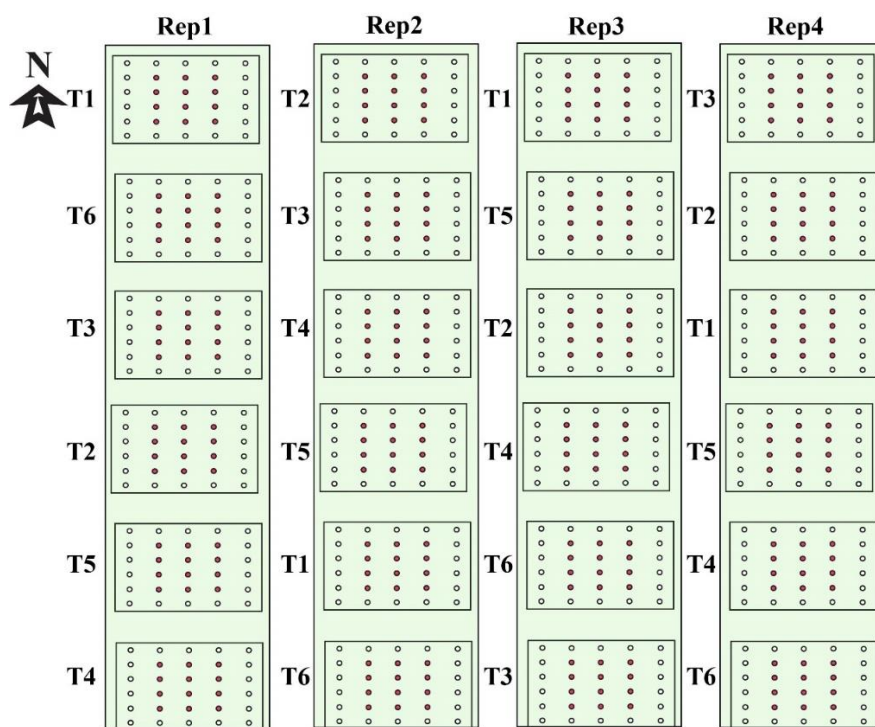 Rep1 Rep2 Rep3 Rep4
N
T1 T2 T1 T3
T6 T3 T5 T2
T3 T4 T2 T1
T2 T5 T4 T5
T5 T1 T6 T4
T4 T6 T3 T6